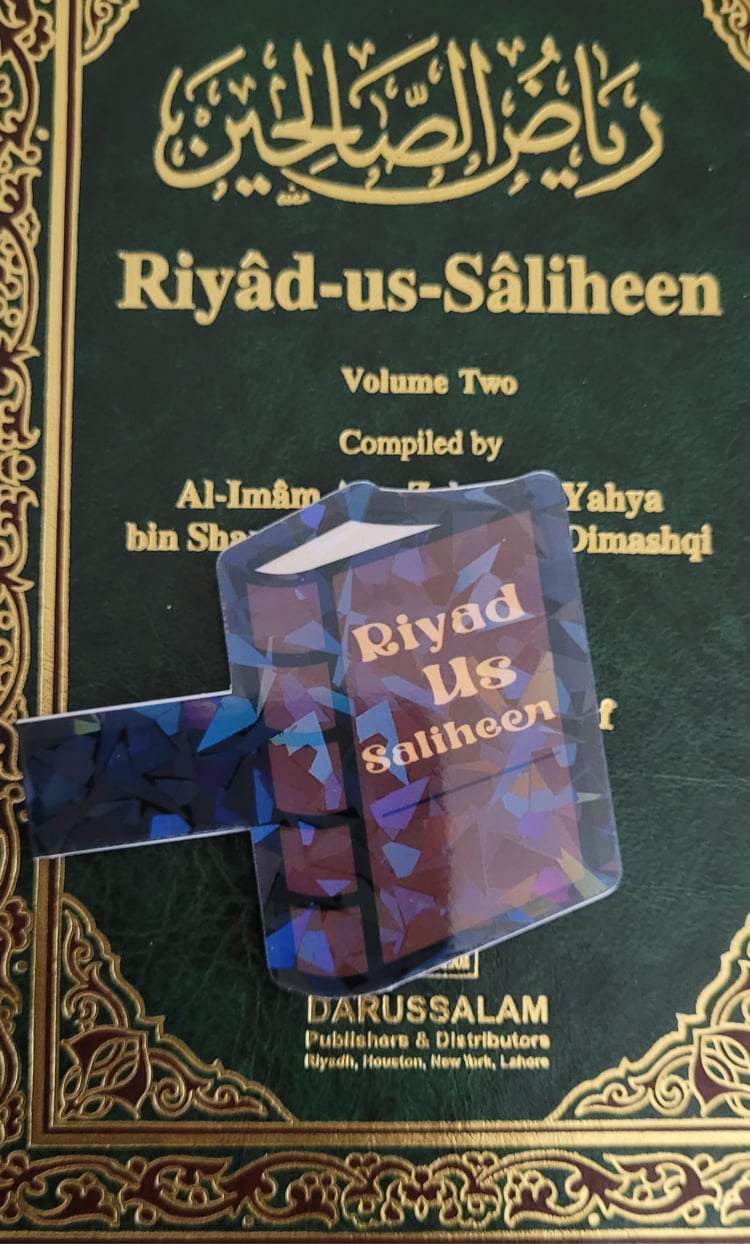 رياض الصالحين
Riyâd-us-Sâliheen
Volume Two
Compiled by
Al-Imâm Yahya
bin Dimashqi
Riyad
Us
Saliheen
DARUSSALAM
Publishers & Distributors
Riyadh, Houston, New York, Lahore